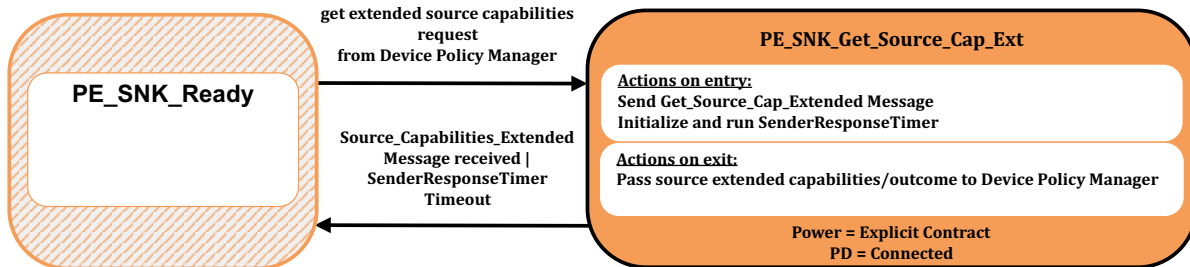 PE_SNK_Ready
get extended source capabilities
request
from Device Policy Manager
Source_Capabilities_Extended
Message received |
SenderResponseTimer
Timeout
PE_SNK_Get_Source_Cap_Ext
Actions on entry:
Send Get_Source_Cap_Extended Message
Initialize and run SenderResponseTimer
Actions on exit:
Pass source extended capabilities/outcome to Device Policy Manager
Power = Explicit Contract
PD = Connected